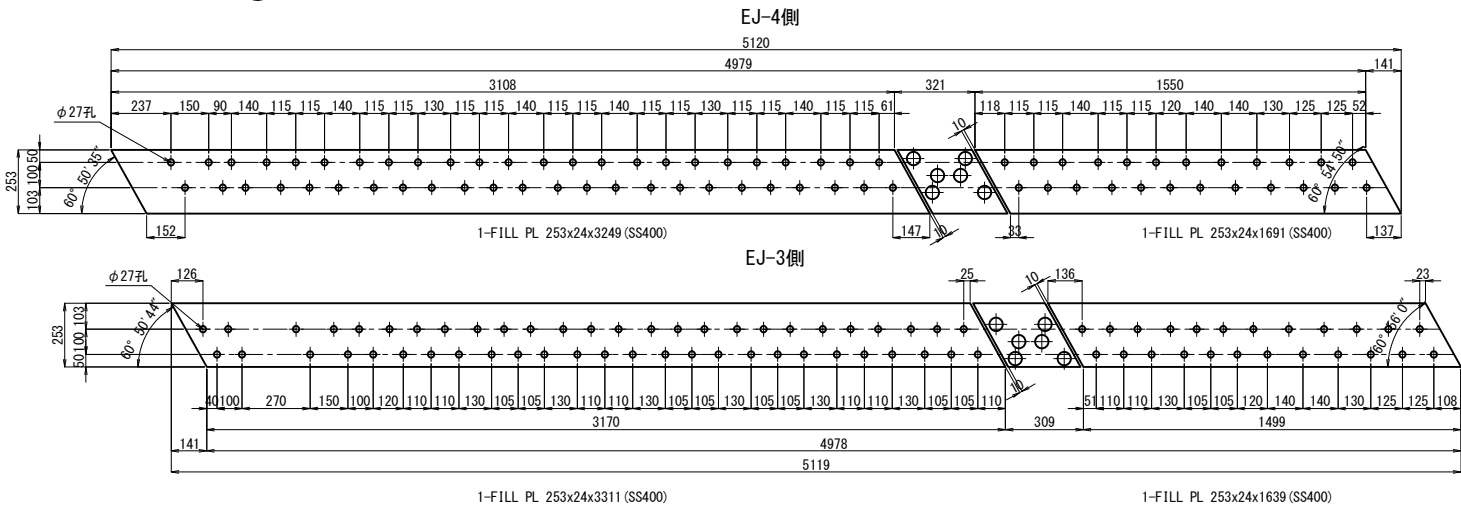 EJ-4側
5120
4979 141
3108 321 1550
237 150 90 140 115 115 140 115 115 130 115 115 140 115 115 140 115 115 130 115 115 140 115 115 61 118 115 115 140 115 115 120 140 140 130 125 125 52
φ27孔
10
50
100
103
253
60° 50′ 35″
60° 54′ 50″
152 147 10 33 137
1-FILL PL 253x24x3249(SS400) 1-FILL PL 253x24x1691(SS400)
EJ-3側
φ27孔 126 25 10 136 23
103
100
50
253
60° 50′ 44″
60° 56′ 0″
10
40 100 270 150 100 120 110 110 130 105 105 130 110 110 130 105 105 130 105 105 130 110 110 130 105 105 110 51 110 110 130 105 105 120 140 140 130 125 125 108
3170 309 1499
141 4978
5119
1-FILL PL 253x24x3311(SS400) 1-FILL PL 253x24x1639(SS400)